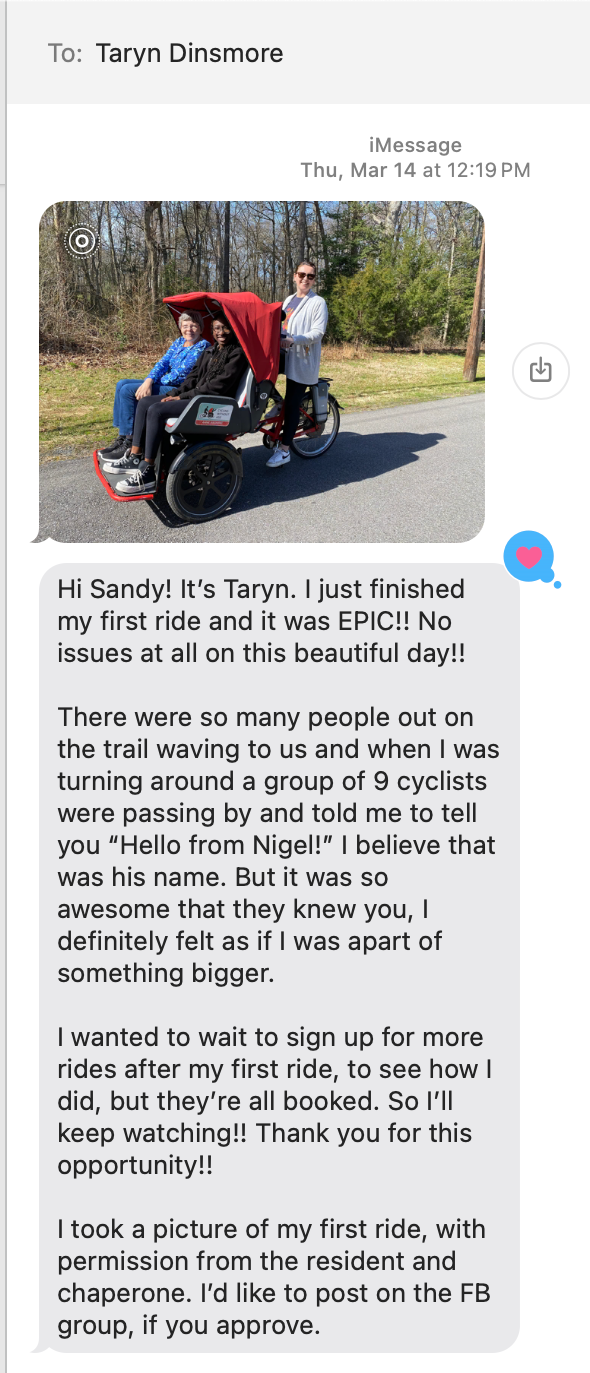 To: Taryn Dinsmore
iMessage
Thu, Mar 14 at 12:19 PM
Hi Sandy! It’s Taryn. I just finished
my first ride and it was EPIC!! No
issues at all on this beautiful day!!
There were so many people out on
the trail waving to us and when I was
turning around a group of 9 cyclists
were passing by and told me to tell
you “Hello from Nigel!” I believe that
was his name. But it was so
awesome that they knew you, I
definitely felt as if I was apart of
something bigger.
I wanted to wait to sign up for more
rides after my first ride, to see how I
did, but they’re all booked. So I’ll
keep watching!! Thank you for this
opportunity!!
I took a picture of my first ride, with
permission from the resident and
chaperone. I’d like to post on the FB
group, if you approve.